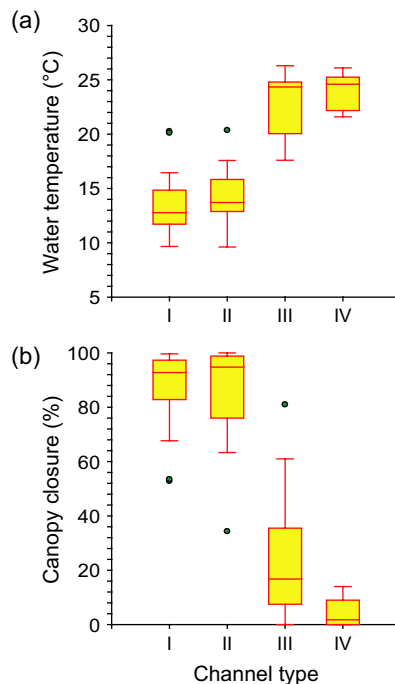 (a)
Water temperature (°C)
30
25
20
15
10
5
I II III IV
(b)
Canopy closure (%)
100
80
60
40
20
0
I II III IV
Channel type